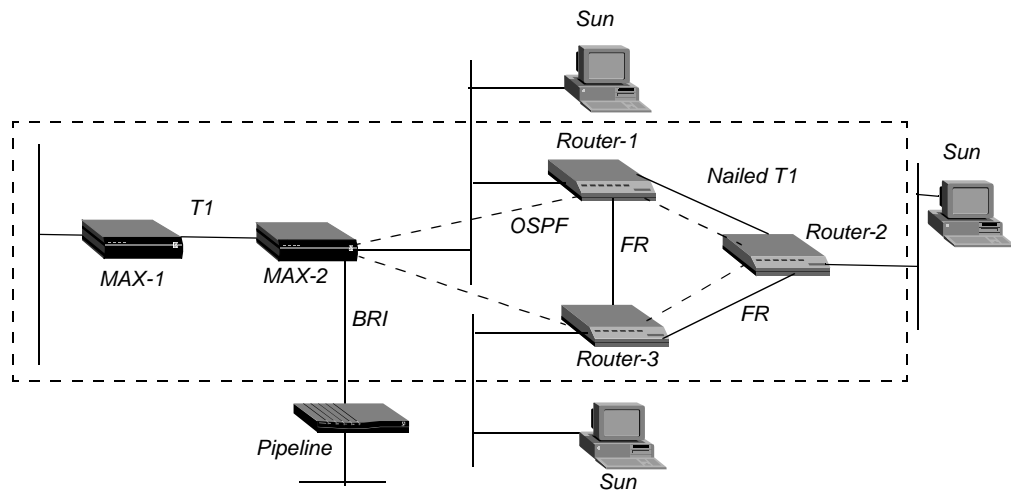 Sun
Router-1
Sun
Nailed T1
T1
OSPF
Router-2
FR
MAX-1
MAX-2
BRI
FR
Router-3
Pipeline
Sun